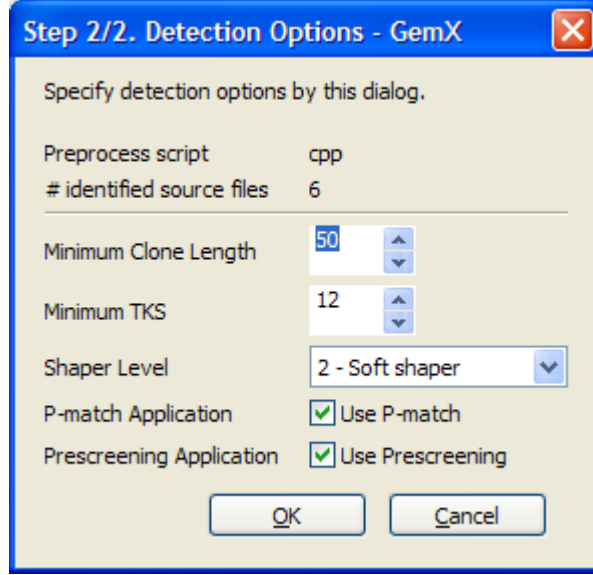 Step 2/2. Detection Options - GemX
Specify detection options by this dialog.
Preprocess script cpp
# identified source files 6
Minimum Clone Length 50
Minimum TKS 12
Shaper Level 2 - Soft shaper
P-match Application Use P-match
Prescreening Application Use Prescreening
OK Cancel